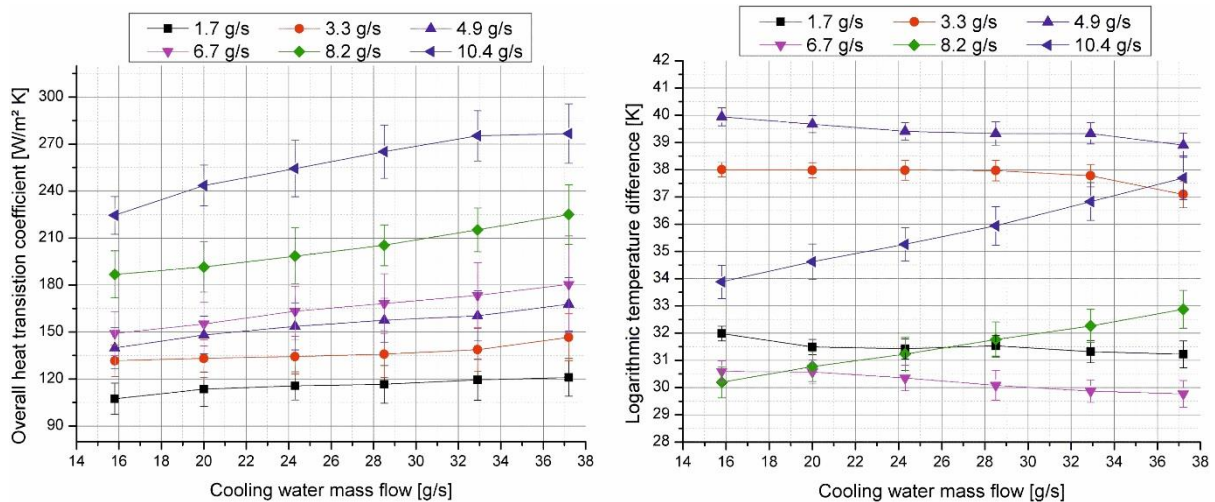 1.7 g/s 3.3 g/s 4.9 g/s
6.7 g/s 8.2 g/s 10.4 g/s
Overall heat transistion coefficient [W/m² K]
300
270
240
210
180
150
120
90
14 16 18 20 22 24 26 28 30 32 34 36 38
Cooling water mass flow [g/s]
1.7 g/s 3.3 g/s 4.9 g/s
6.7 g/s 8.2 g/s 10.4 g/s
Logarithmic temperature difference [K]
42
41
40
39
38
37
36
35
34
33
32
31
30
29
28
14 16 18 20 22 24 26 28 30 32 34 36 38
Cooling water mass flow [g/s]